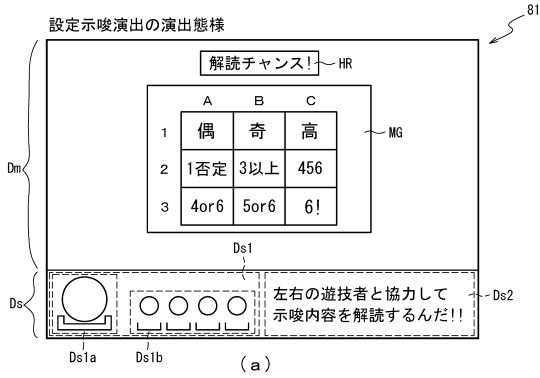 設定示唆演出の演出態様
81
解読チャンス!
HR
A B C
1 偶 奇 高
MG
2 1否定 3以上 456
Dm
3 4or6 5or6 6!
Ds1
Ds
左右の遊技者と協力して
示唆内容を解読するんだ!!
Ds2
Ds1a Ds1b
(a)